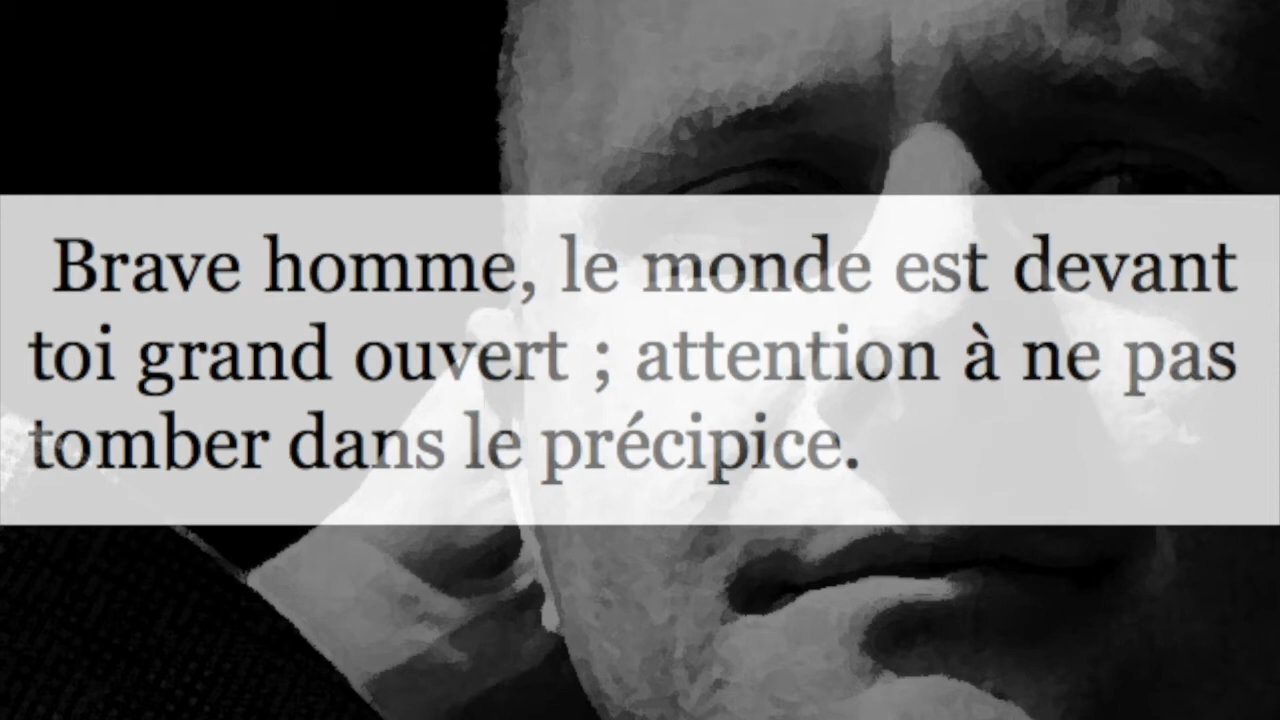 Brave homme, le monde est devant
toi grand ouvert ; attention à ne pas
tomber dans le précipice.